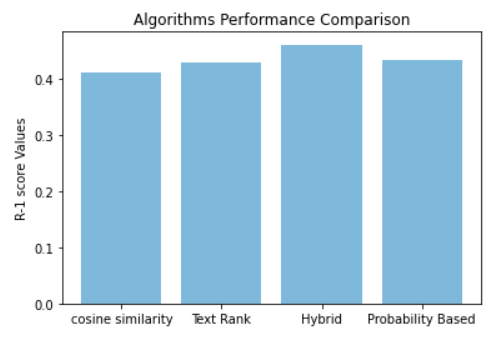 Algorithms Performance Comparison
R-1 score Values
0.4
0.3
0.2
0.1
0.0
cosine similarity Text Rank Hybrid Probability Based